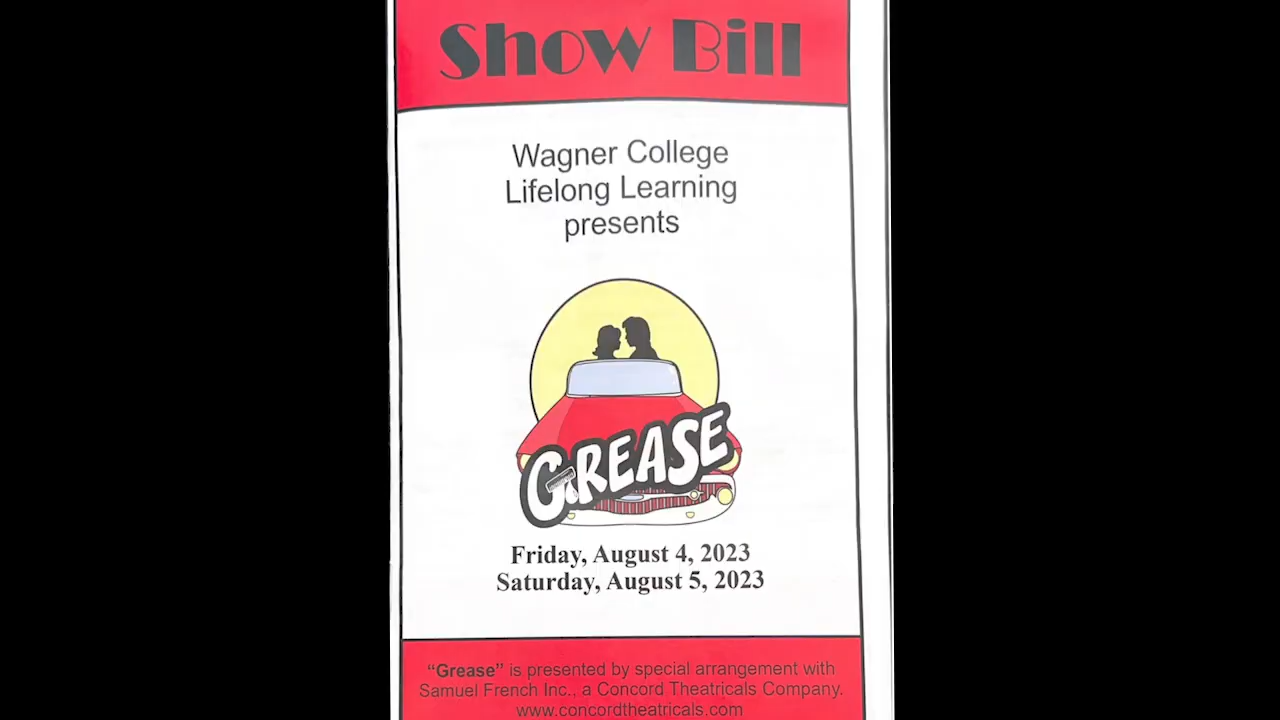 Show Bill
Wagner College
Lifelong Learning
presents
GREASE
Friday, August 4, 2023
Saturday, August 5, 2023
“Grease” is presented by special arrangement with
Samuel French Inc., a Concord Theatricals Company.
www.concordtheatricals.com